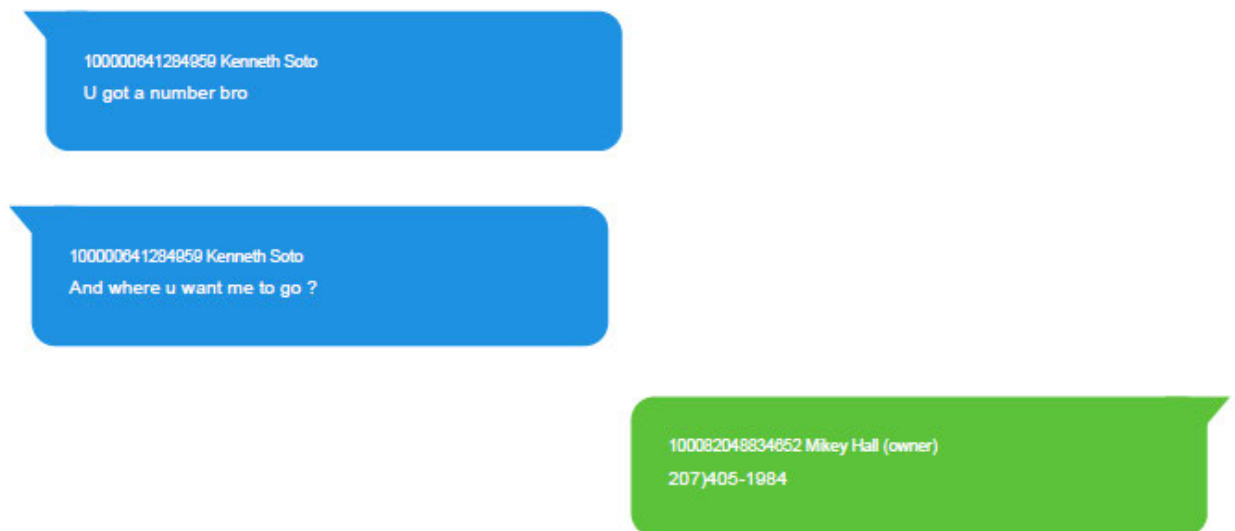 100000641284959 Kenneth Soto
U got a number bro
100000641284959 Kenneth Soto
And where u want me to go ?
100082048834652 Mikey Hall (owner)
207)405-1984